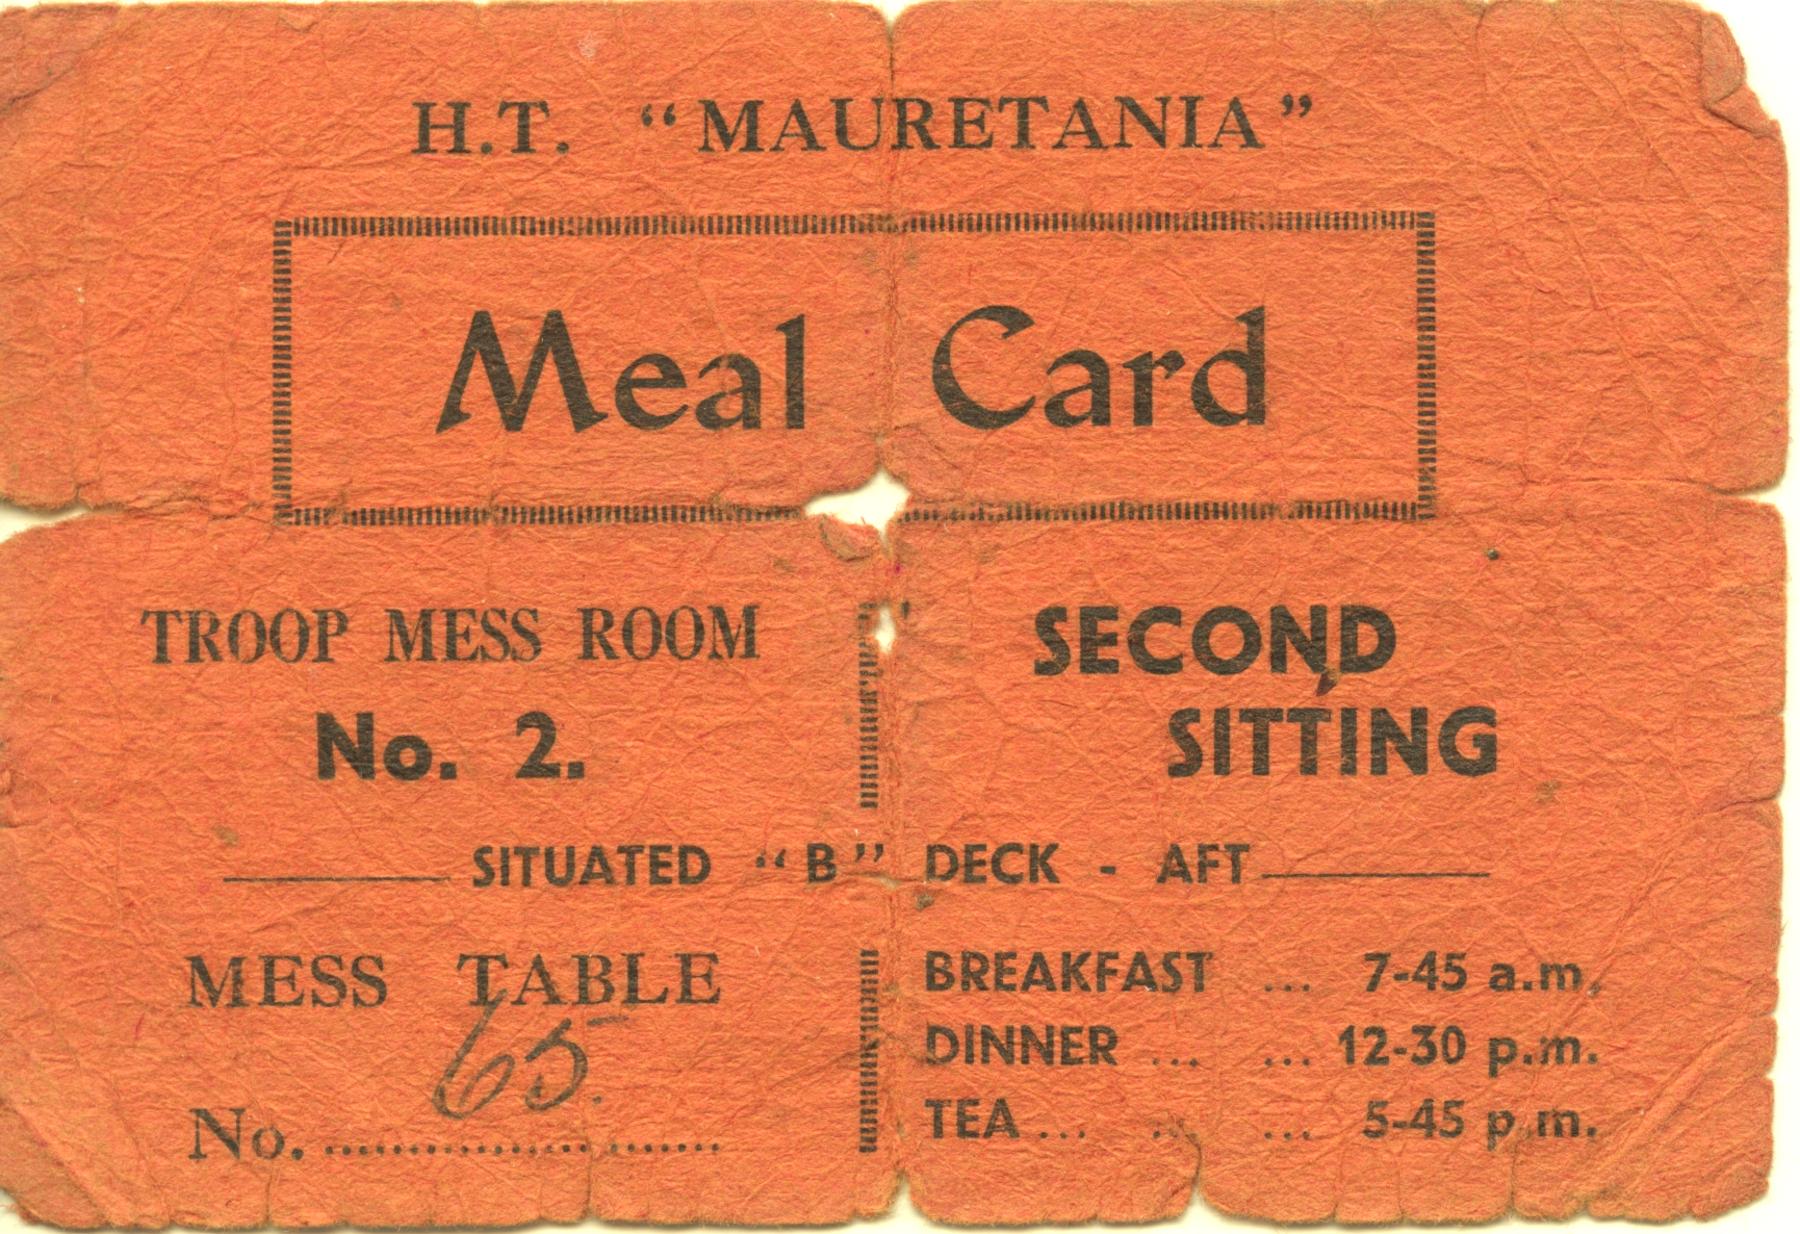 H.T. “MAURETANIA”
Meal Card
TROOP MESS ROOM
No. 2.
SECOND
SITTING
SITUATED “B” DECK - AFT
MESS TABLE
65.
No. ........................
BREAKFAST ... 7-45 a.m.
DINNER ... ... 12-30 p.m.
TEA ... ... ... 5-45 p.m.